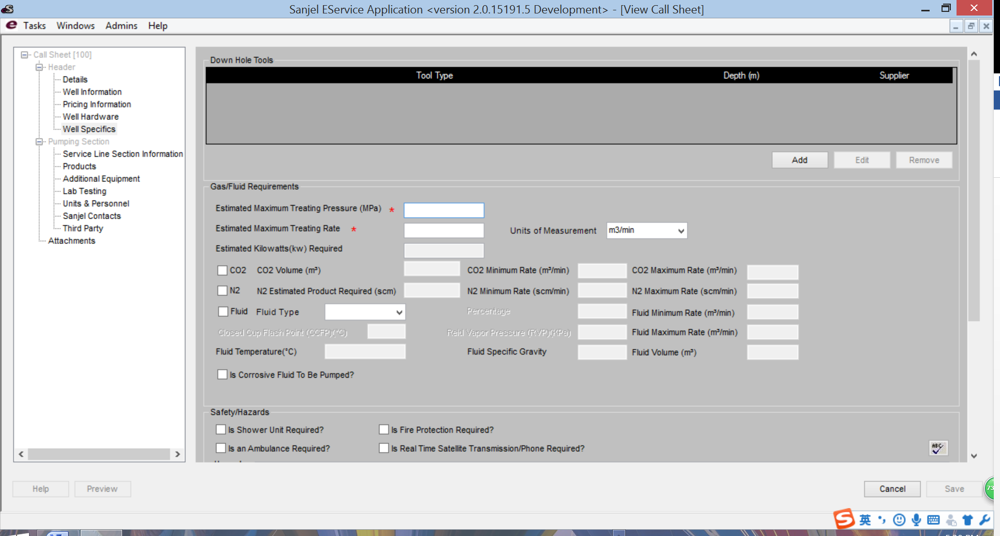 Sanjel EService Application <version 2.0.15191.5 Development> - [View Call Sheet]
Tasks Windows Admins Help
Call Sheet [100]
Header
Details
Well Information
Pricing Information
Well Hardware
Well Specifics
Pumping Section
Service Line Section Information
Products
Additional Equipment
Lab Testing
Units & Personnel
Sanjel Contacts
Third Party
Attachments
Down Hole Tools
Tool Type Depth (m) Supplier
Add Edit Remove
Gas/Fluid Requirements
Estimated Maximum Treating Pressure (MPa) *
Estimated Maximum Treating Rate * Units of Measurement m3/min
Estimated Kilowatts(kw) Required
CO2 CO2 Volume (m³) CO2 Minimum Rate (m³/min) CO2 Maximum Rate (m³/min)
N2 N2 Estimated Product Required (scm) N2 Minimum Rate (scm/min) N2 Maximum Rate (scm/min)
Fluid Fluid Type Percentage Fluid Minimum Rate (m³/min)
Closed Cup Flash Point (CCFP)(°C) Reid Vapor Pressure (RVP)(KPa) Fluid Maximum Rate (m³/min)
Fluid Temperature(°C) Fluid Specific Gravity Fluid Volume (m³)
Is Corrosive Fluid To Be Pumped?
Safety/Hazards
Is Shower Unit Required? Is Fire Protection Required?
Is an Ambulance Required? Is Real Time Satellite Transmission/Phone Required?
ABC
Help Preview Cancel Save
73
英